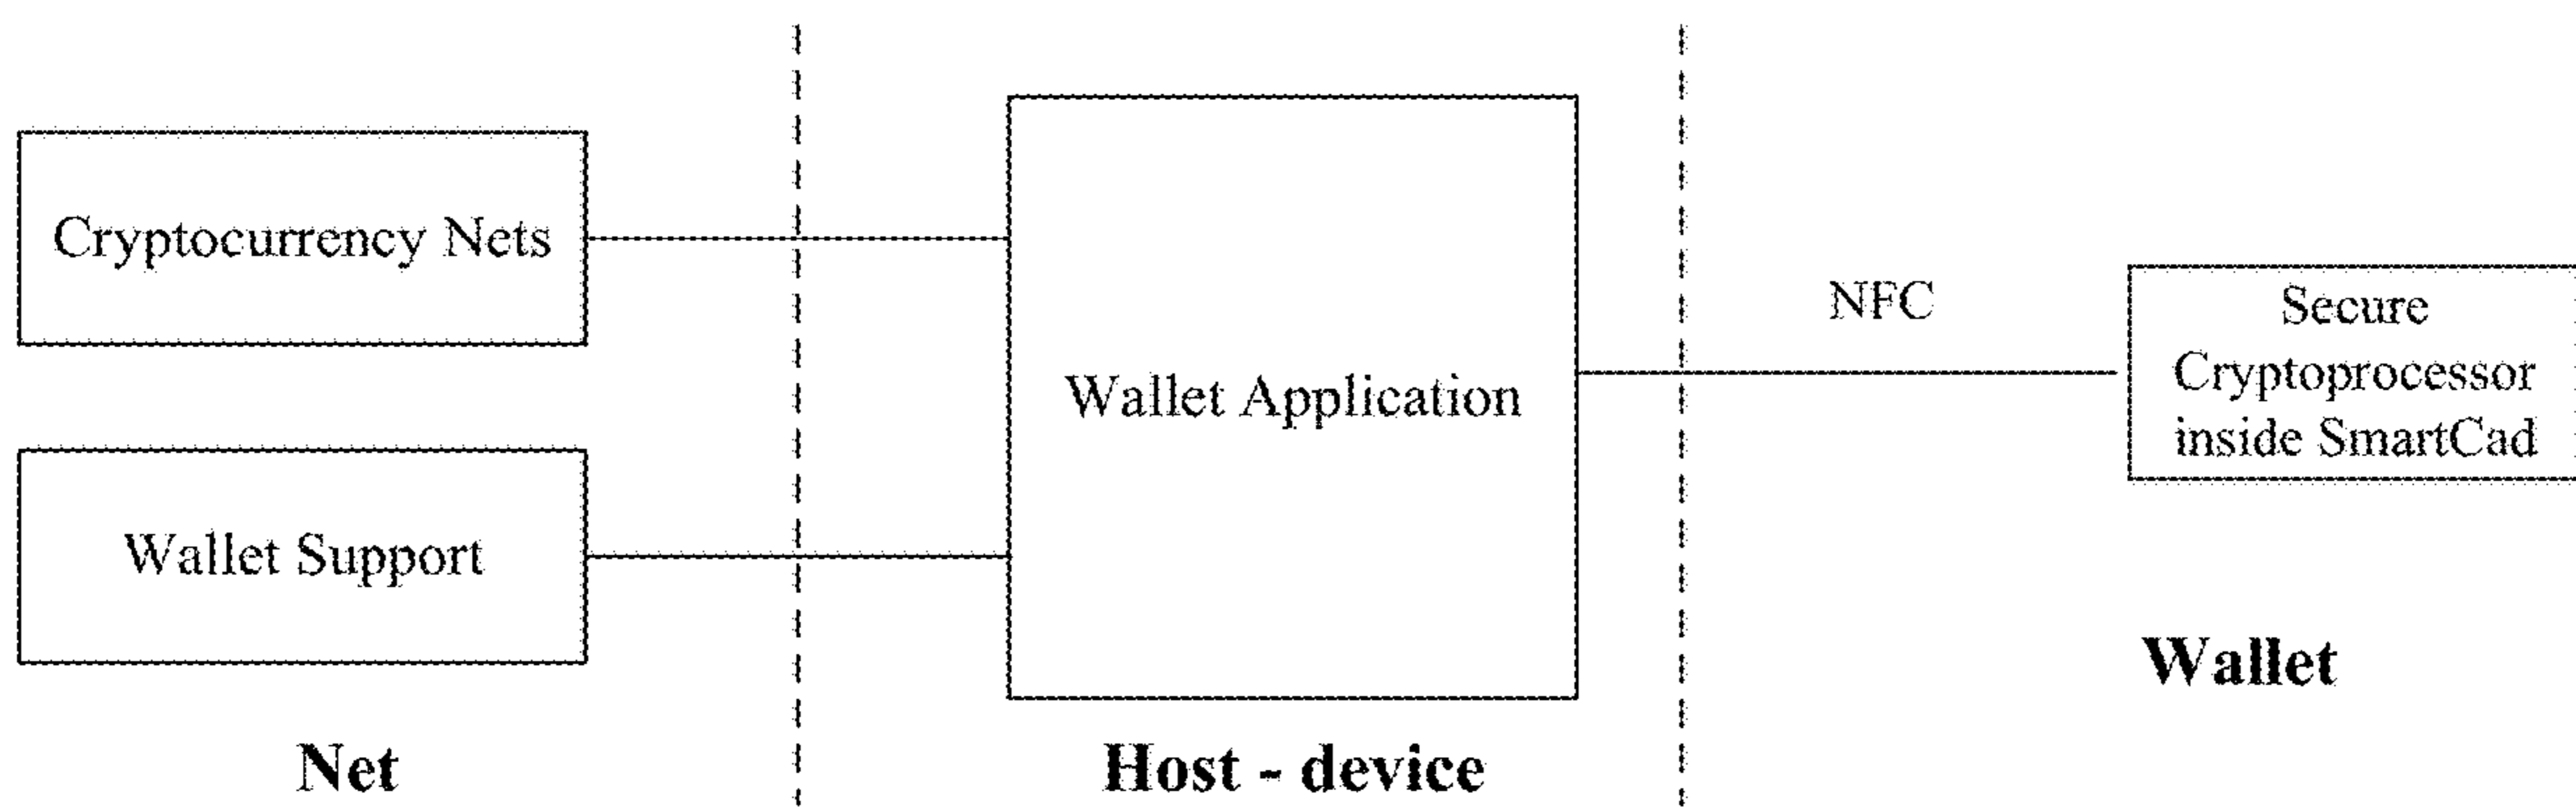 Cryptocurrency Nets
Wallet Support
Net
Wallet Application
Host - device
NFC
Secure
Cryptoprocessor
inside SmartCad
Wallet